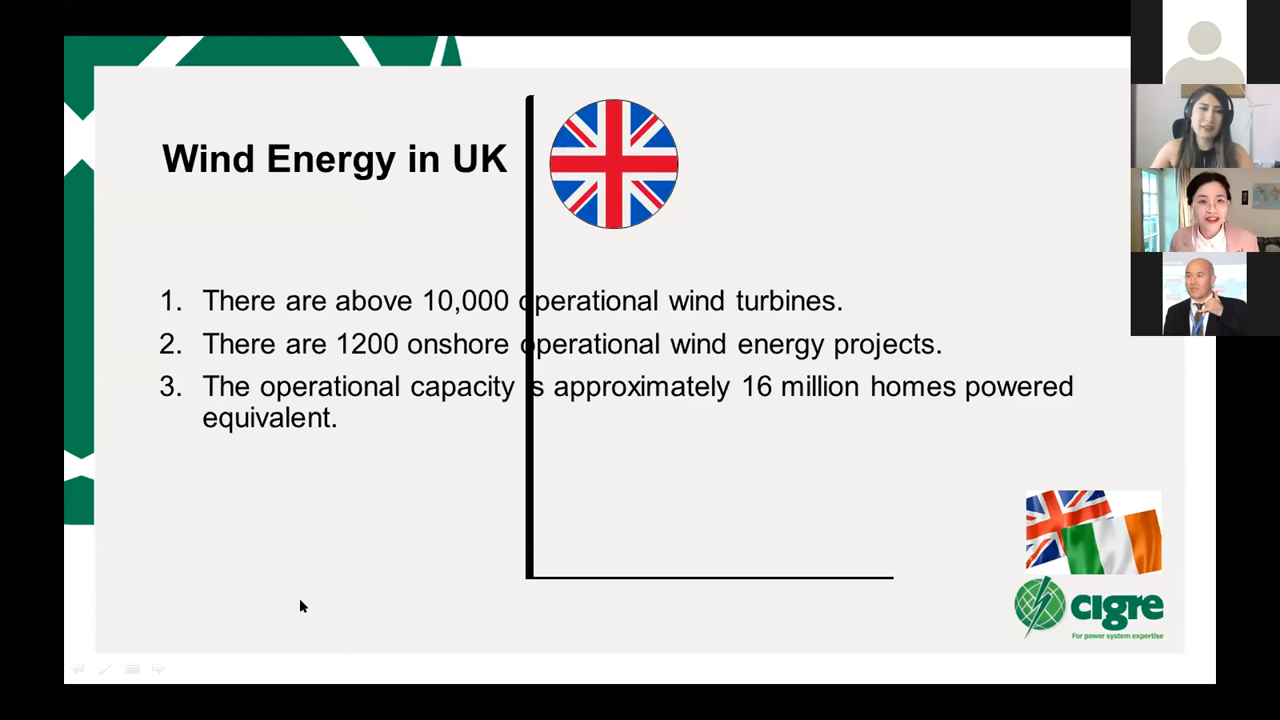 Wind Energy in UK
1. There are above 10,000 operational wind turbines.
2. There are 1200 onshore operational wind energy projects.
3. The operational capacity is approximately 16 million homes powered
equivalent.
cigre
For power system expertise